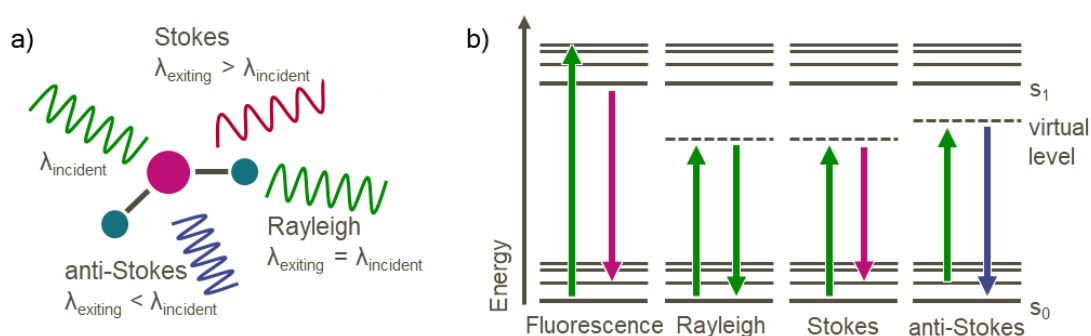 a)
Stokes
λexiting > λincident
λincident
Rayleigh
λexiting = λincident
anti-Stokes
λexiting < λincident
b)
Energy
s1
virtual
level
s0
Fluorescence
Rayleigh
Stokes
anti-Stokes